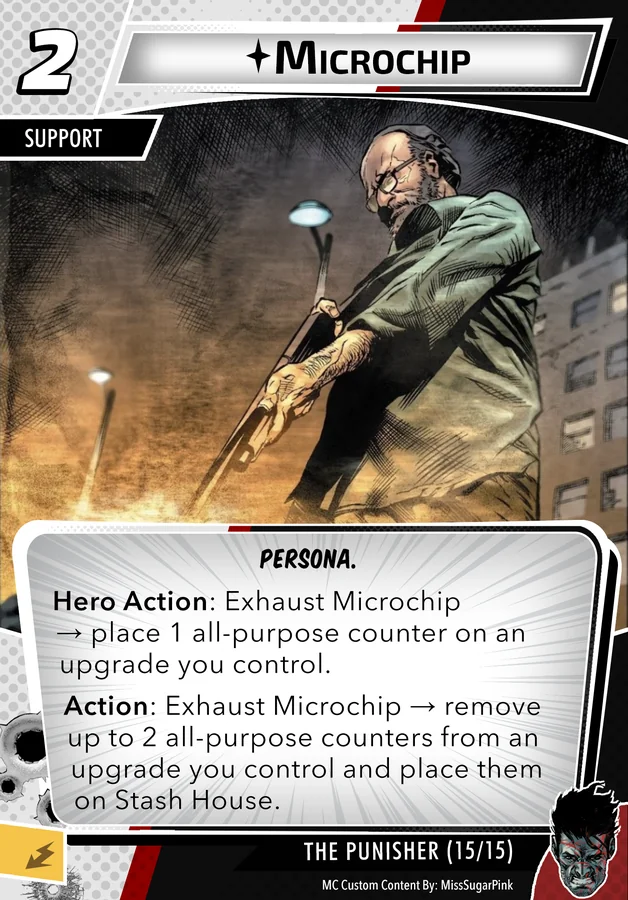 2
Microchip
SUPPORT
PERSONA.
Hero Action: Exhaust Microchip
→ place 1 all-purpose counter on an
upgrade you control.
Action: Exhaust Microchip → remove
up to 2 all-purpose counters from an
upgrade you control and place them
on Stash House.
THE PUNISHER (15/15)
MC Custom Content By: MissSugarPink